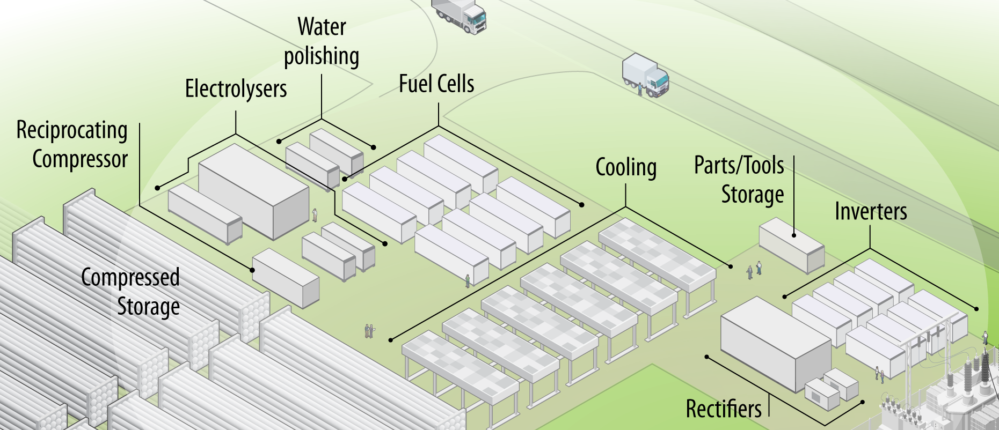 Water
polishing
Electrolysers
Fuel Cells
Reciprocating
Compressor
Cooling
Parts/Tools
Storage
Inverters
Compressed
Storage
Rectifiers